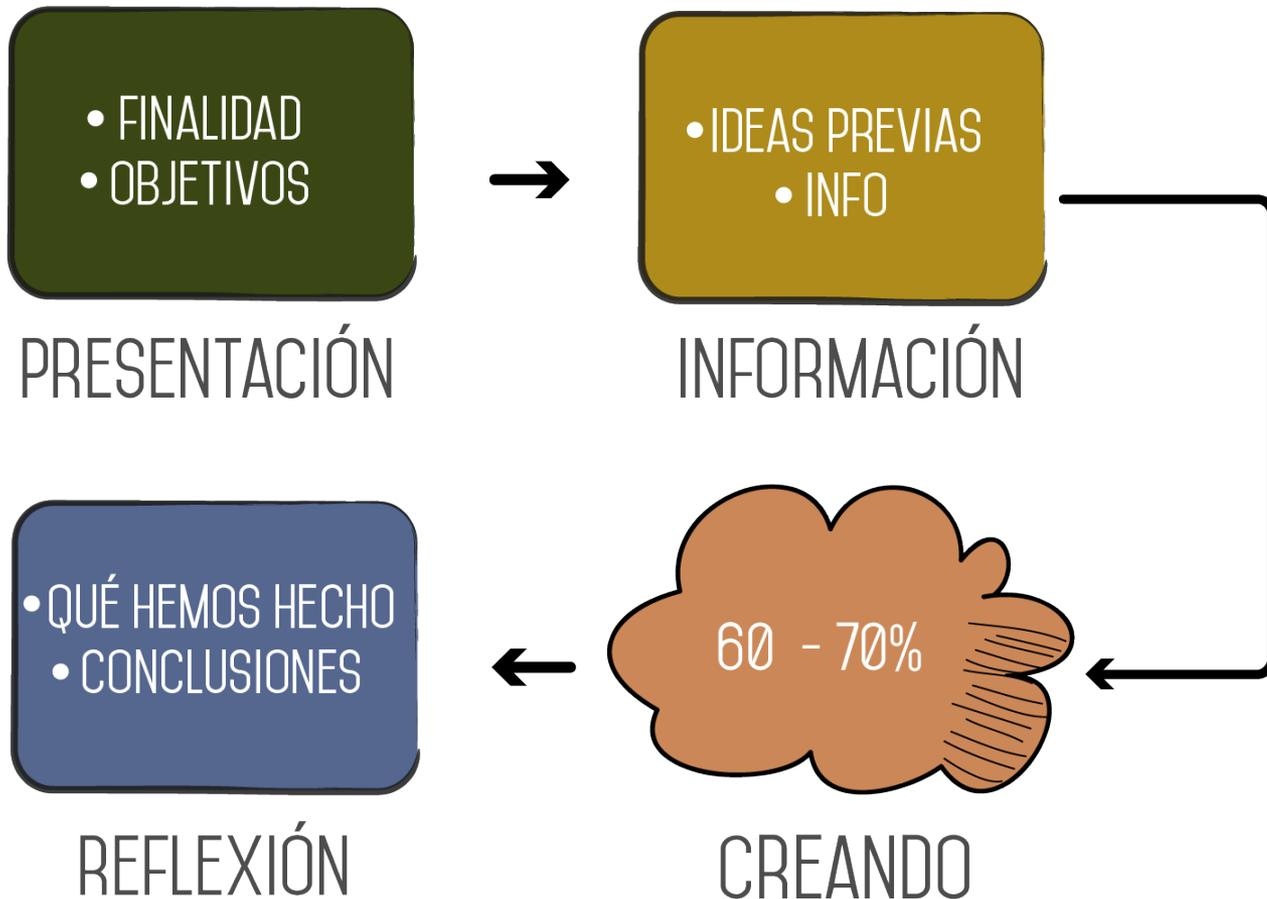 • FINALIDAD
• OBJETIVOS
PRESENTACIÓN
• IDEAS PREVIAS
• INFO
INFORMACIÓN
60 - 70%
CREANDO
• QUÉ HEMOS HECHO
• CONCLUSIONES
REFLEXIÓN